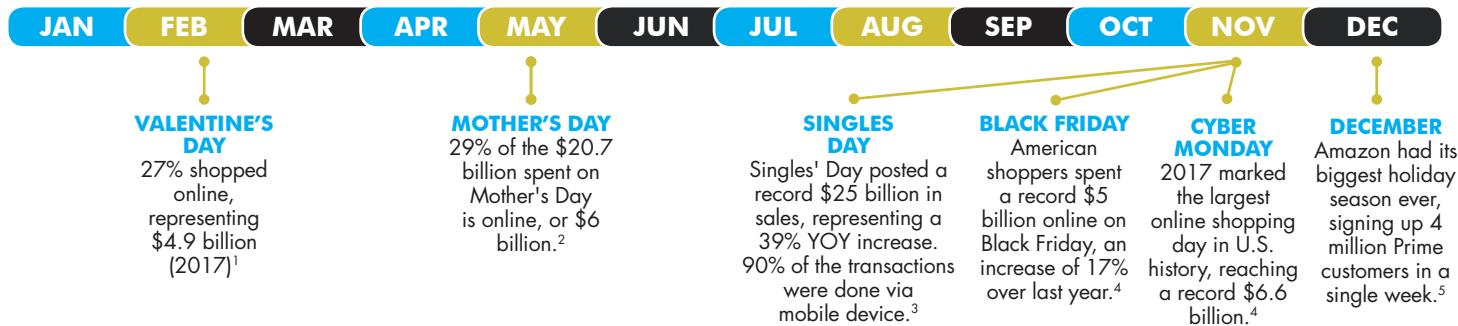 JAN FEB MAR APR MAY JUN JUL AUG SEP OCT NOV DEC
VALENTINE'S
DAY
27% shopped
online,
representing
$4.9 billion
(2017)¹
MOTHER'S DAY
29% of the $20.7
billion spent on
Mother's Day
is online, or $6
billion.²
SINGLES
DAY
Singles' Day posted a
record $25 billion in
sales, representing a
39% YOY increase.
90% of the transactions
were done via
mobile device.³
BLACK FRIDAY
American
shoppers spent
a record $5
billion online on
Black Friday, an
increase of 17%
over last year.⁴
CYBER
MONDAY
2017 marked
the largest
online shopping
day in U.S.
history, reaching
a record $6.6
billion.⁴
DECEMBER
Amazon had its
biggest holiday
season ever,
signing up 4
million Prime
customers in a
single week.⁵